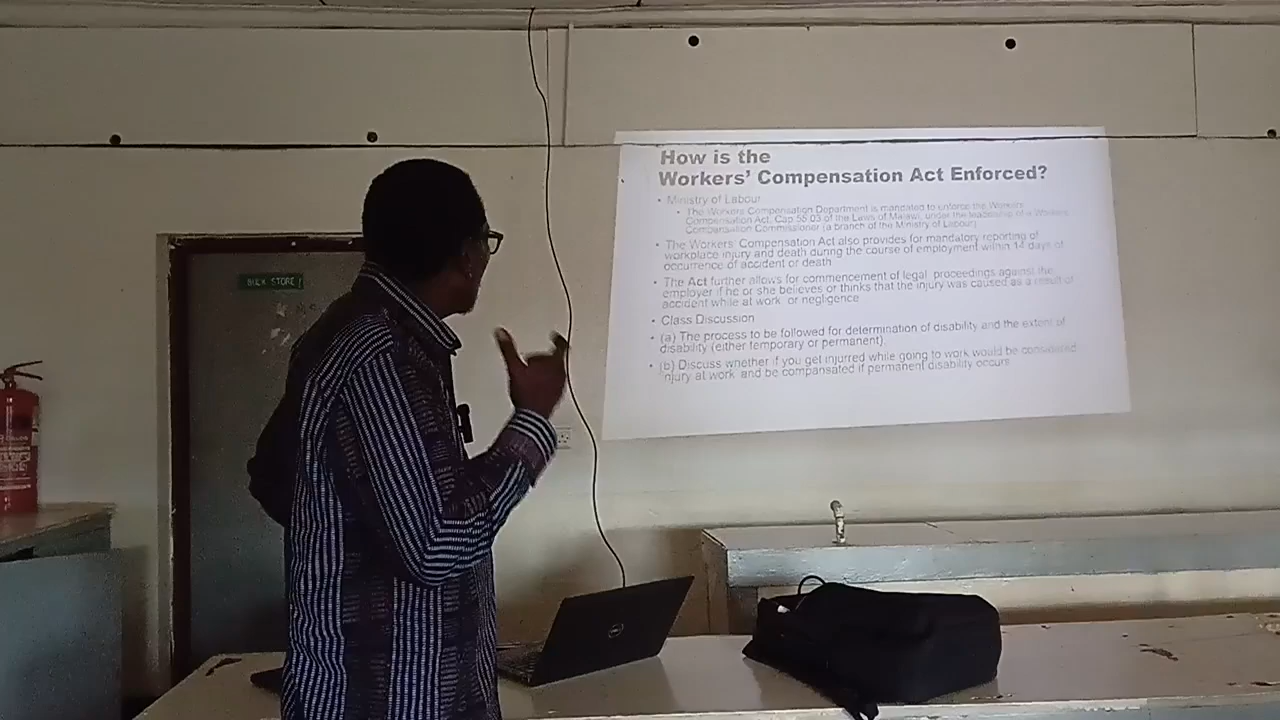 How is the
Workers' Compensation Act Enforced?
• Ministry of Labour
• The Workers Compensation Department is mandated to enforce the Workers
Compensation Act, Cap 55.03 of the Laws of Malawi, under the leadership of a Workers
Compensation Commissioner (a branch of the Ministry of Labour)
• The Workers' Compensation Act also provides for mandatory reporting of
workplace injury and death during the course of employment within 14 days of
occurrence of accident or death
• The Act further allows for commencement of legal proceedings against the
employer if he or she believes or thinks that the injury was caused as a result of
accident while at work or negligence
• Class Discussion
• (a) The process to be followed for determination of disability and the extent of
disability (either temporary or permanent).
• (b) Discuss whether if you get injurred while going to work would be considered
injury at work and be compansated if permanent disability occurs
BULK STORE 1
DELL